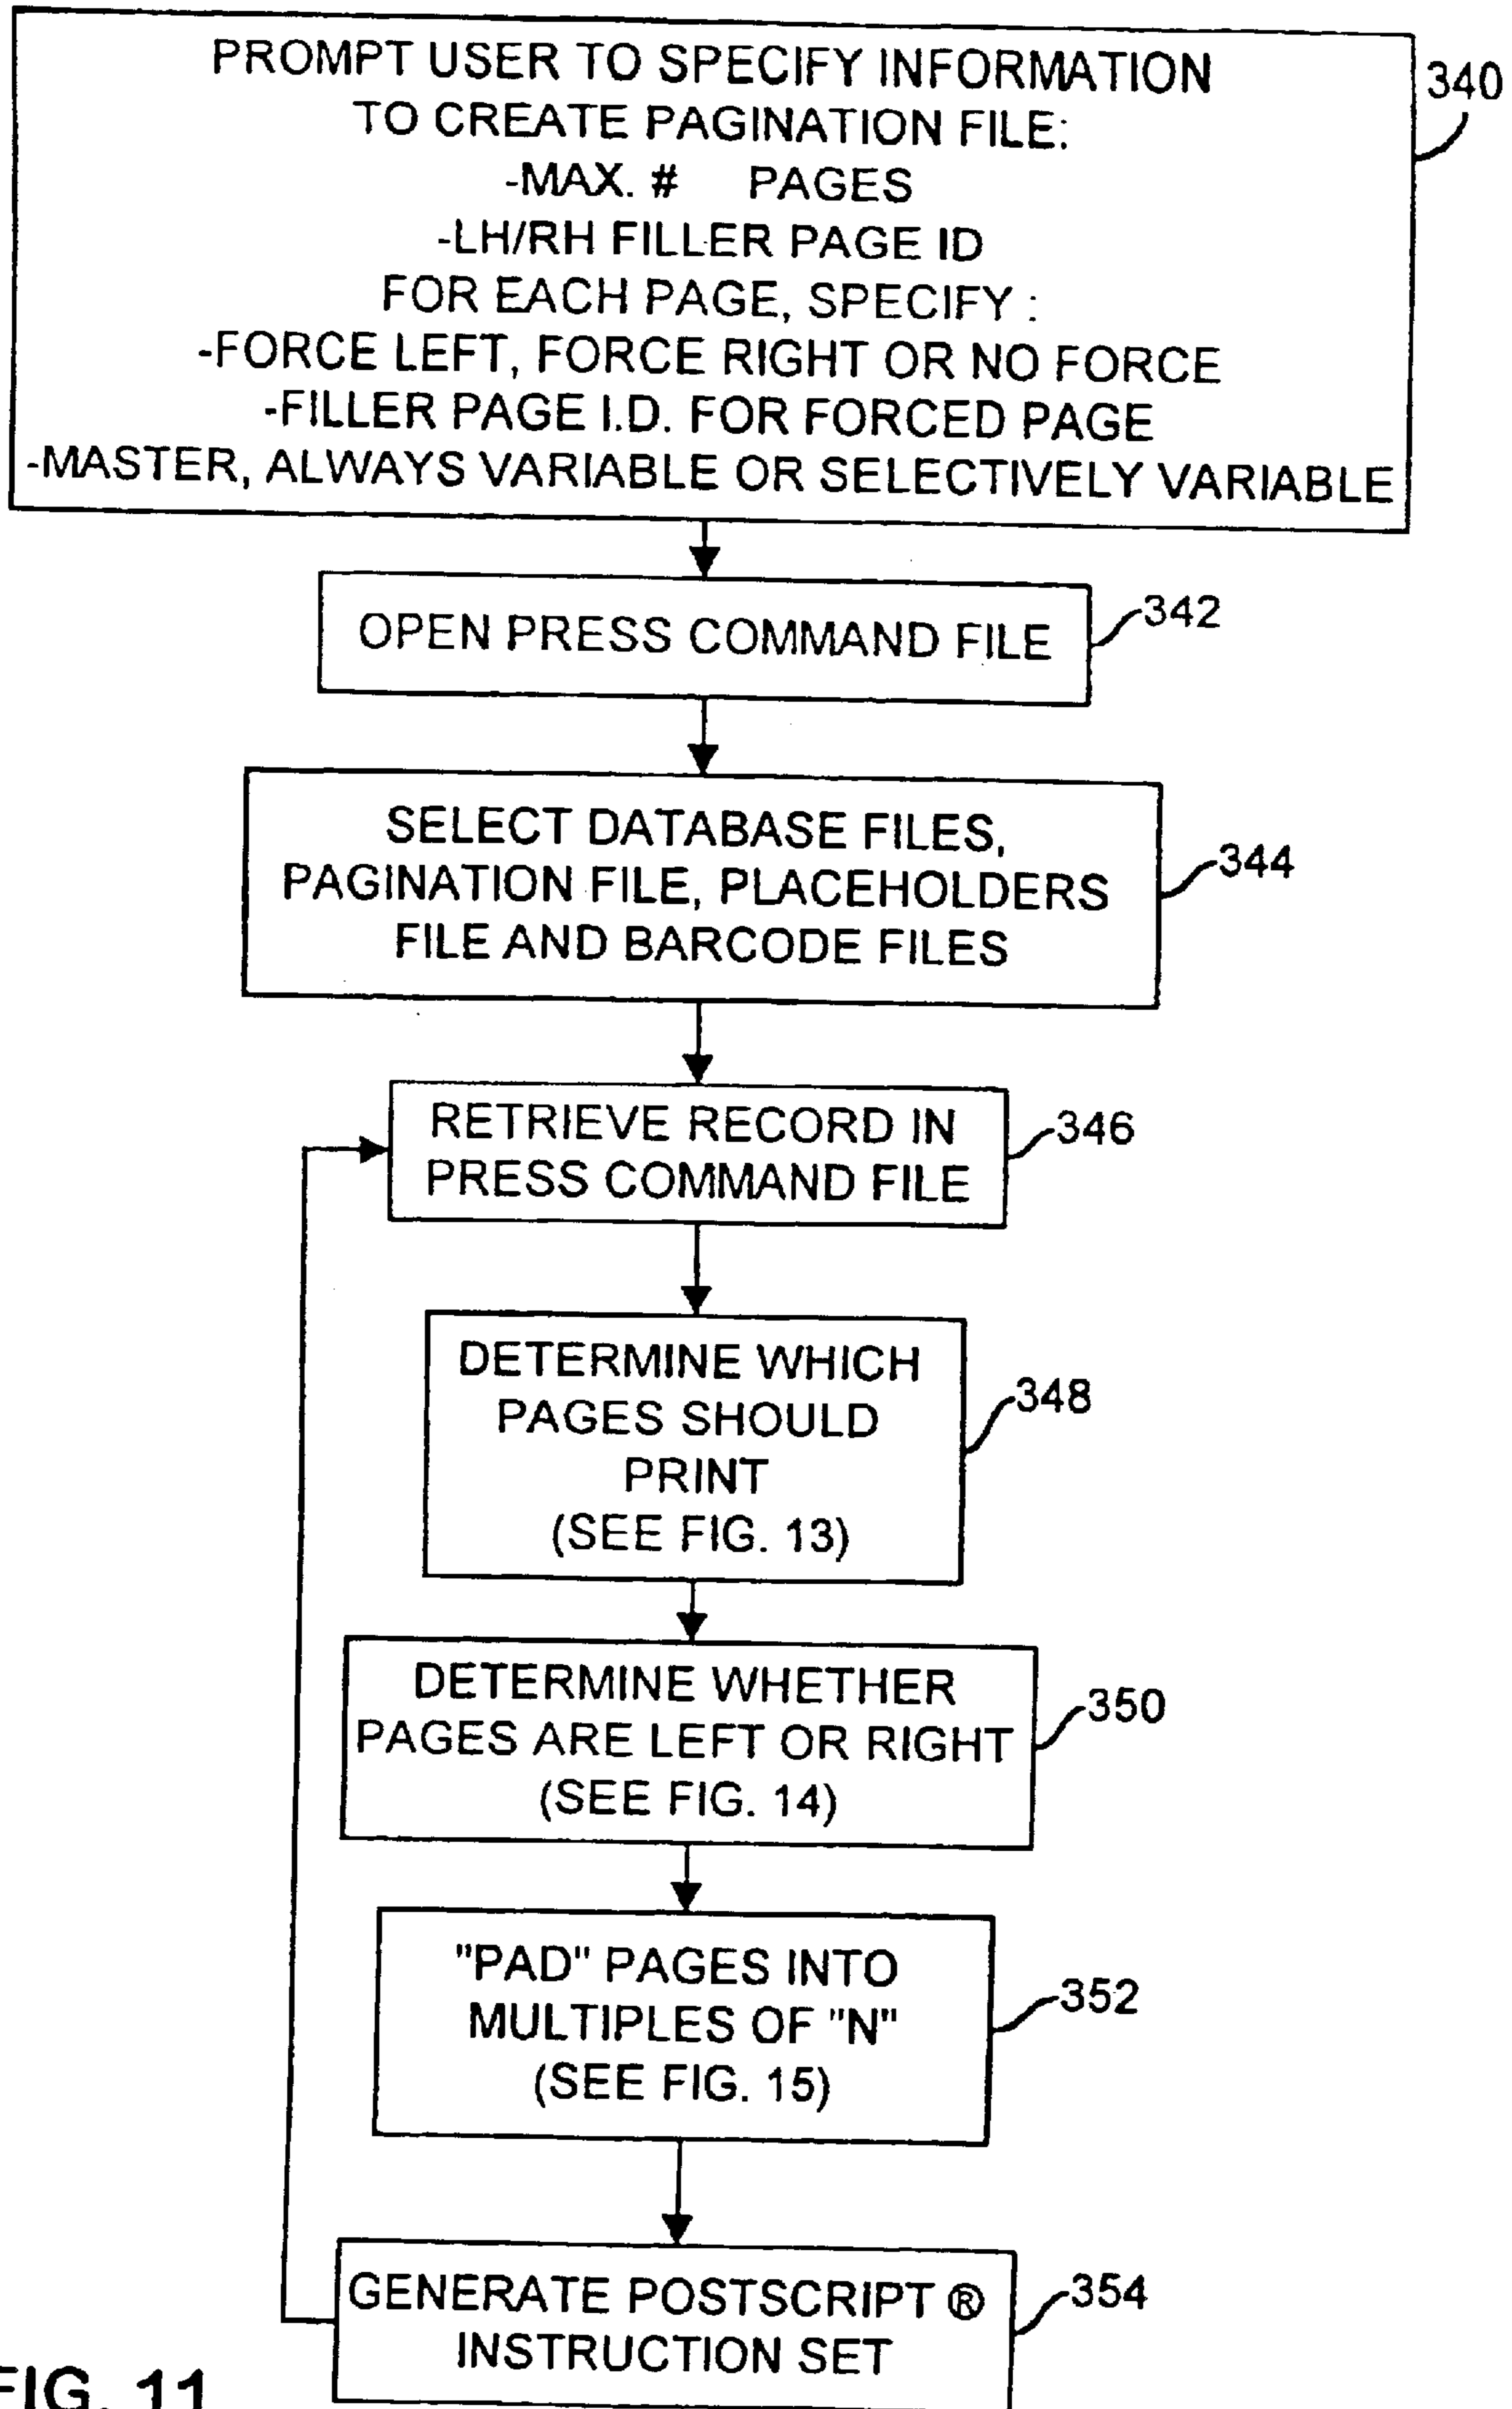 PROMPT USER TO SPECIFY INFORMATION
TO CREATE PAGINATION FILE:
-MAX. # PAGES
-LH/RH FILLER PAGE ID
FOR EACH PAGE, SPECIFY :
-FORCE LEFT, FORCE RIGHT OR NO FORCE
-FILLER PAGE I.D. FOR FORCED PAGE
-MASTER, ALWAYS VARIABLE OR SELECTIVELY VARIABLE
340
OPEN PRESS COMMAND FILE
342
SELECT DATABASE FILES,
PAGINATION FILE, PLACEHOLDERS
FILE AND BARCODE FILES
344
RETRIEVE RECORD IN
PRESS COMMAND FILE
346
DETERMINE WHICH
PAGES SHOULD
PRINT
(SEE FIG. 13)
348
DETERMINE WHETHER
PAGES ARE LEFT OR RIGHT
(SEE FIG. 14)
350
"PAD" PAGES INTO
MULTIPLES OF "N"
(SEE FIG. 15)
352
GENERATE POSTSCRIPT ®
INSTRUCTION SET
354
FIG. 11